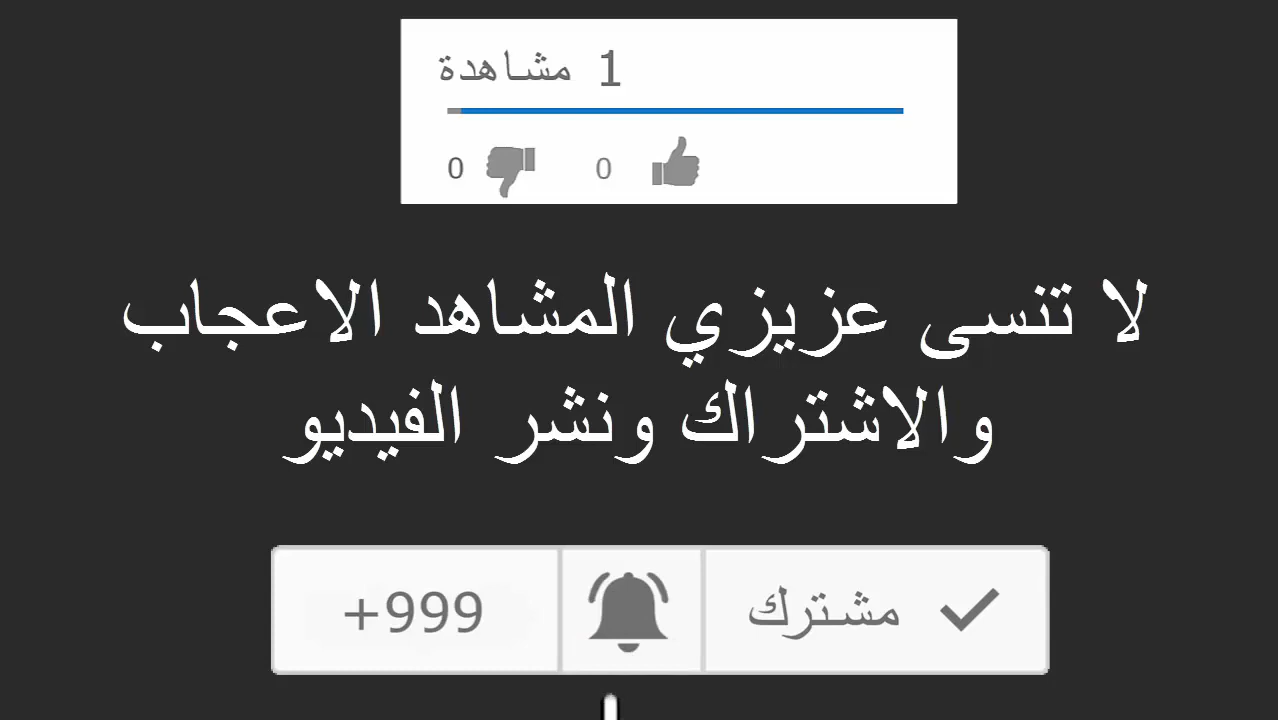 1 مشاهدة
0 0
لا تنسى عزيزي المشاهد الاعجاب
والاشتراك ونشر الفيديو
مشترك +999